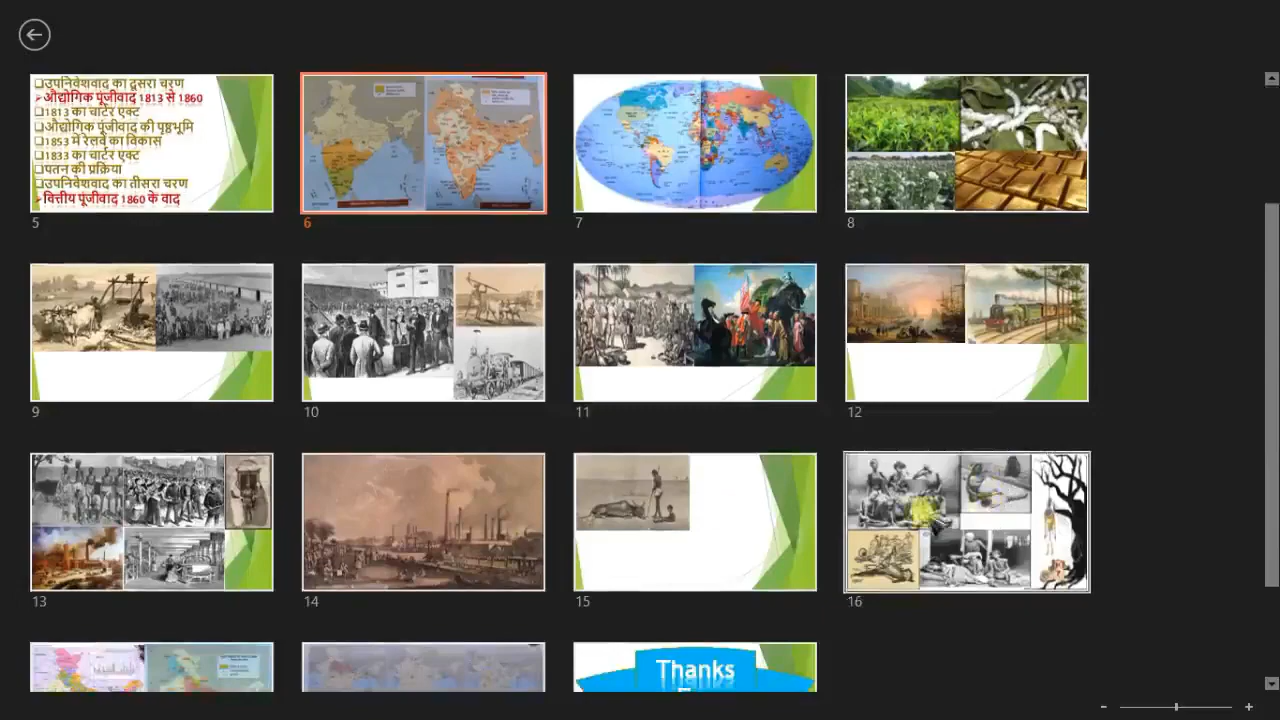 ❑उपनिवेशवाद का दूसरा चरण
➢औद्योगिक पूंजीवाद 1813 से 1860
❑1813 का चार्टर एक्ट
❑औद्योगिक पूंजीवाद की पृष्ठभूमि
❑1853 मे रेलवे का विकास
❑1833 का चार्टर एक्ट
❑पतन की प्रक्रिया
❑उपनिवेशवाद का तीसरा चरण
➢वित्तीय पूंजीवाद 1860 के बाद
5
6
7
8
9
10
11
12
13
14
15
16
Thanks